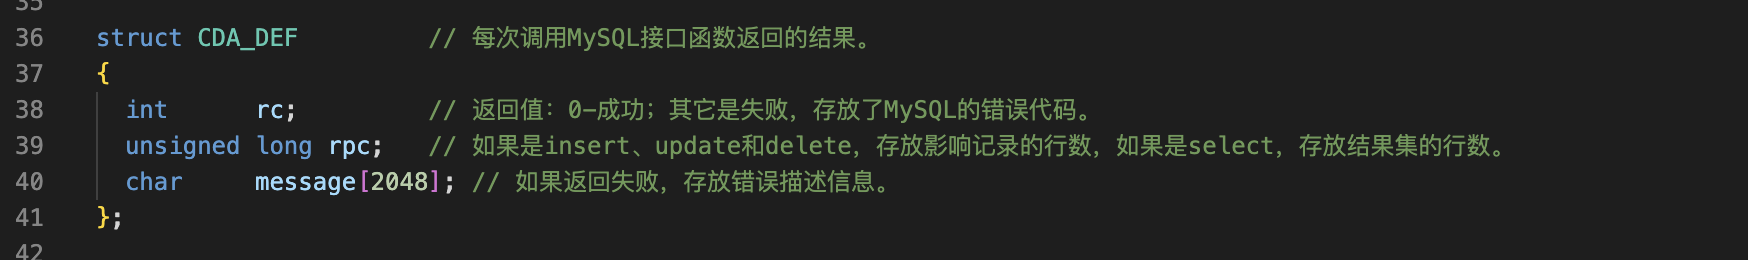 35
36 struct CDA_DEF // 每次调用MySQL接口函数返回的结果。
37 {
38 int rc; // 返回值：0-成功；其它是失败，存放了MySQL的错误代码。
39 unsigned long rpc; // 如果是insert、update和delete，存放影响记录的行数，如果是select，存放结果集的行数。
40 char message[2048]; // 如果返回失败，存放错误描述信息。
41 };
42